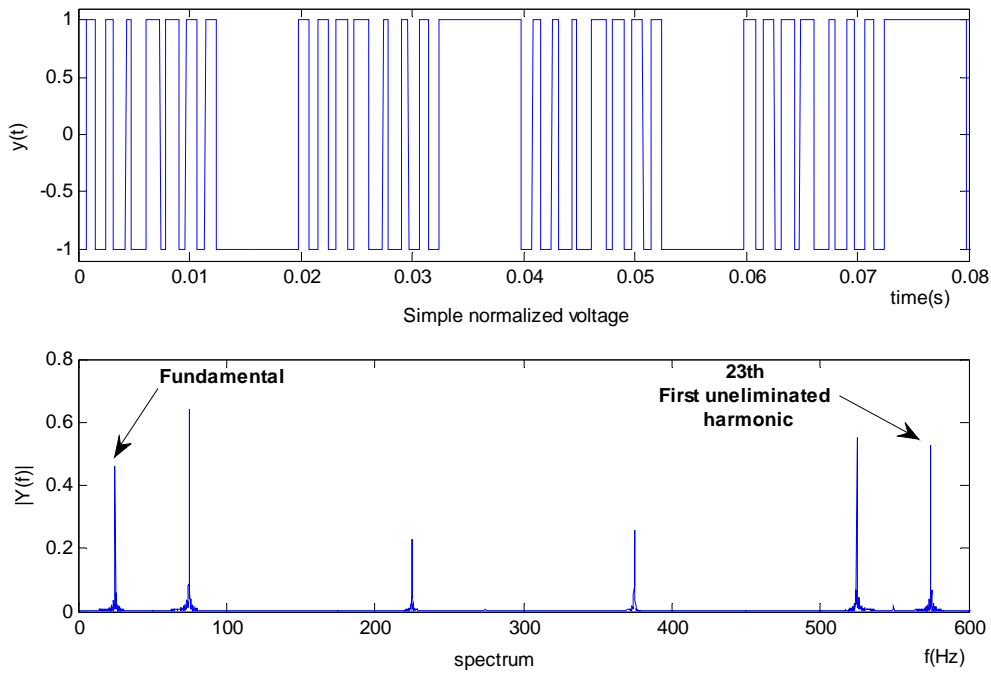 1
0.5
0
-0.5
-1
y(t)
0 0.01 0.02 0.03 0.04 0.05 0.06 0.07 0.08
time(s)
Simple normalized voltage
0.8
0.6
0.4
0.2
0
|Y(f)|
Fundamental
23th
First uneliminated
harmonic
0 100 200 300 400 500 600
spectrum
f(Hz)